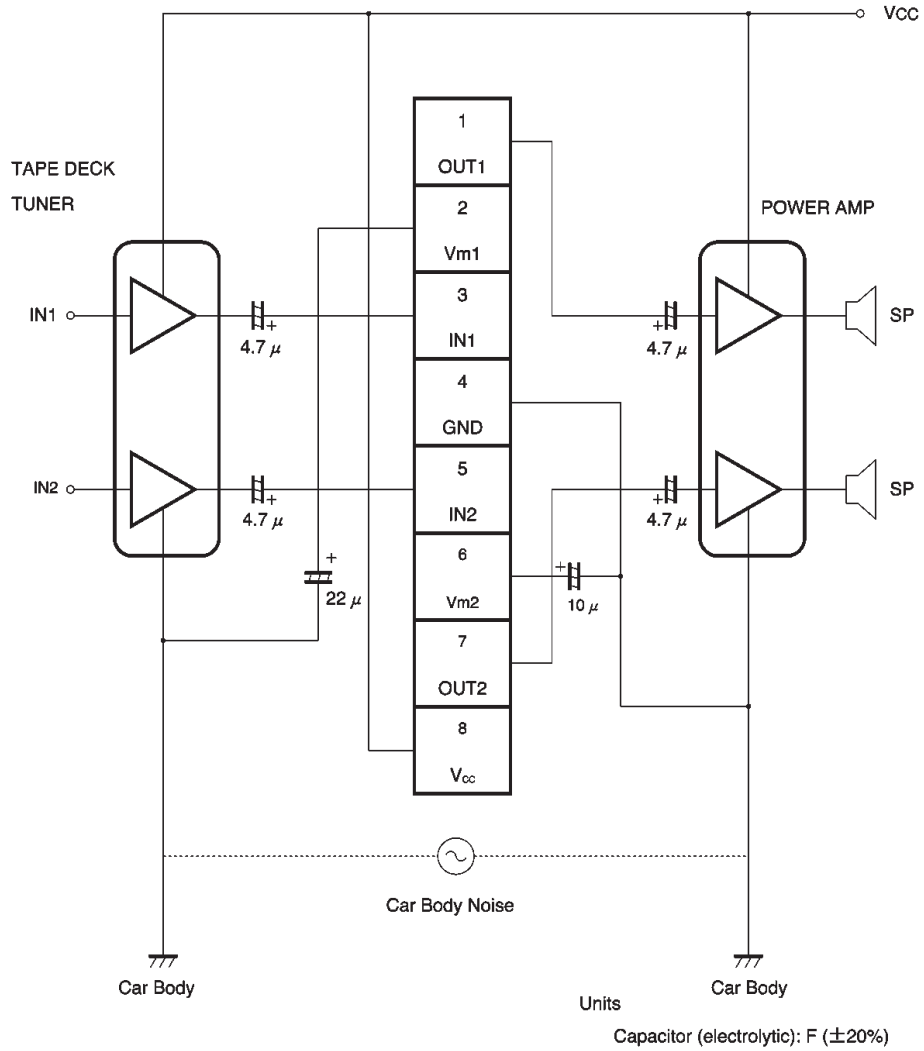 VCC
TAPE DECK
TUNER
POWER AMP
1
OUT1
2
Vm1
3
IN1
4
GND
5
IN2
6
Vm2
7
OUT2
8
Vcc
IN1
+
4.7 μ
+
4.7 μ
SP
IN2
+
4.7 μ
+
4.7 μ
SP
+
22 μ
+
10 μ
Car Body Noise
Car Body
Car Body
Units
Capacitor (electrolytic): F (±20%)